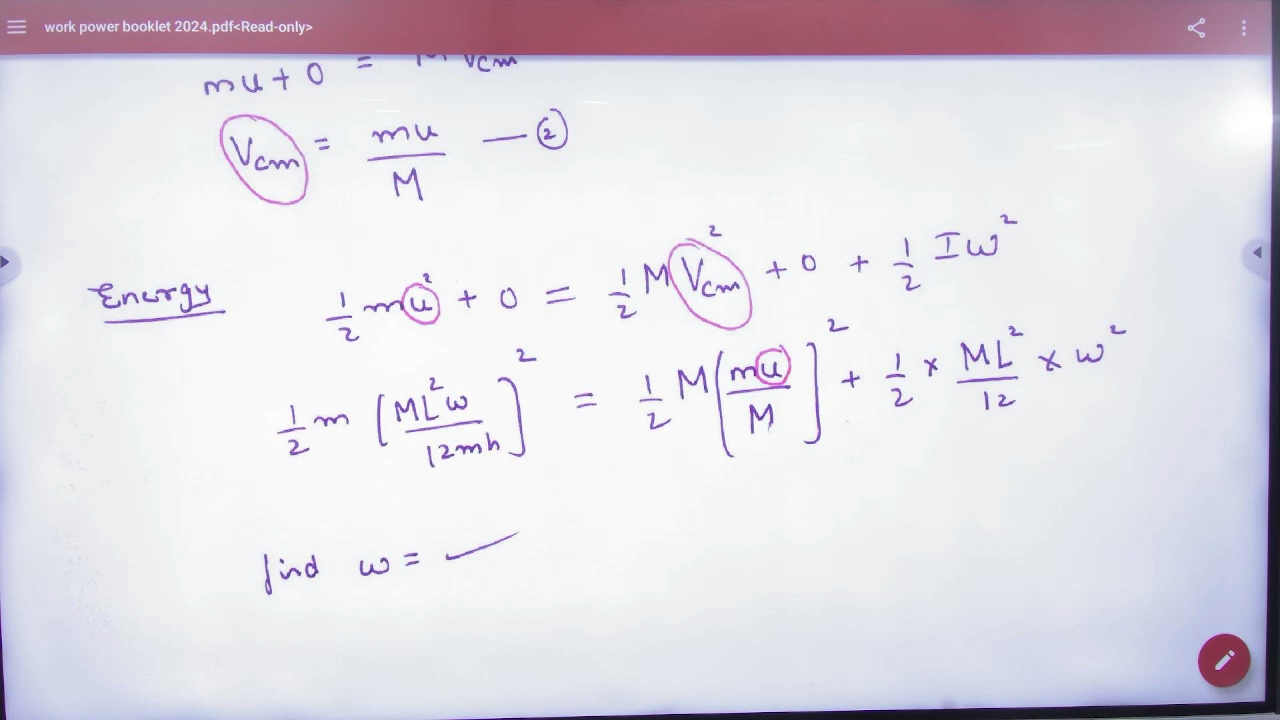 work power booklet 2024.pdf<Read-only>
mu + 0 = M Vcm
Vcm = mu/M — ②
Energy 1/2 mu² + 0 = 1/2 M Vcm² + 0 + 1/2 Iω²
1/2 m [ML²ω/12mh]² = 1/2 M [mu/M]² + 1/2 × ML²/12 × ω²
find ω = ✓